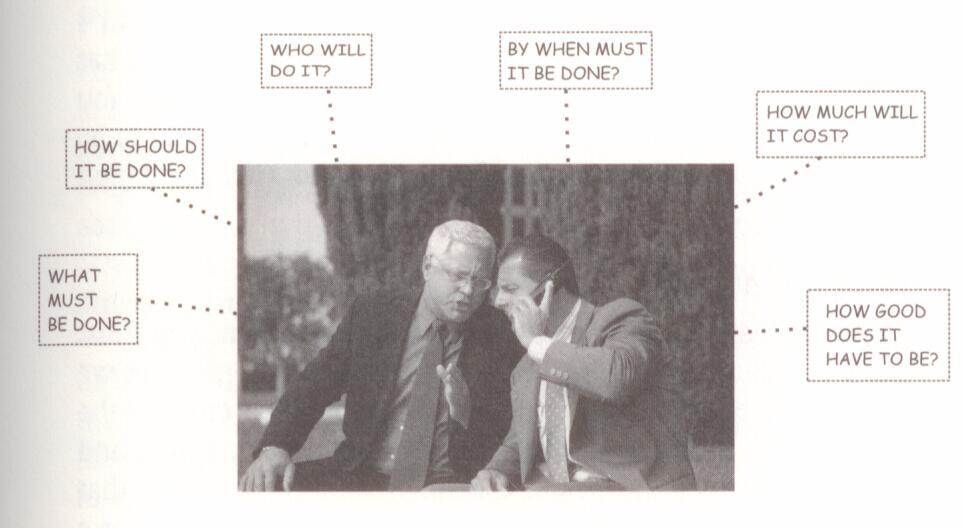 WHO WILL
DO IT?
BY WHEN MUST
IT BE DONE?
HOW MUCH WILL
IT COST?
HOW SHOULD
IT BE DONE?
WHAT
MUST
BE DONE?
HOW GOOD
DOES IT
HAVE TO BE?